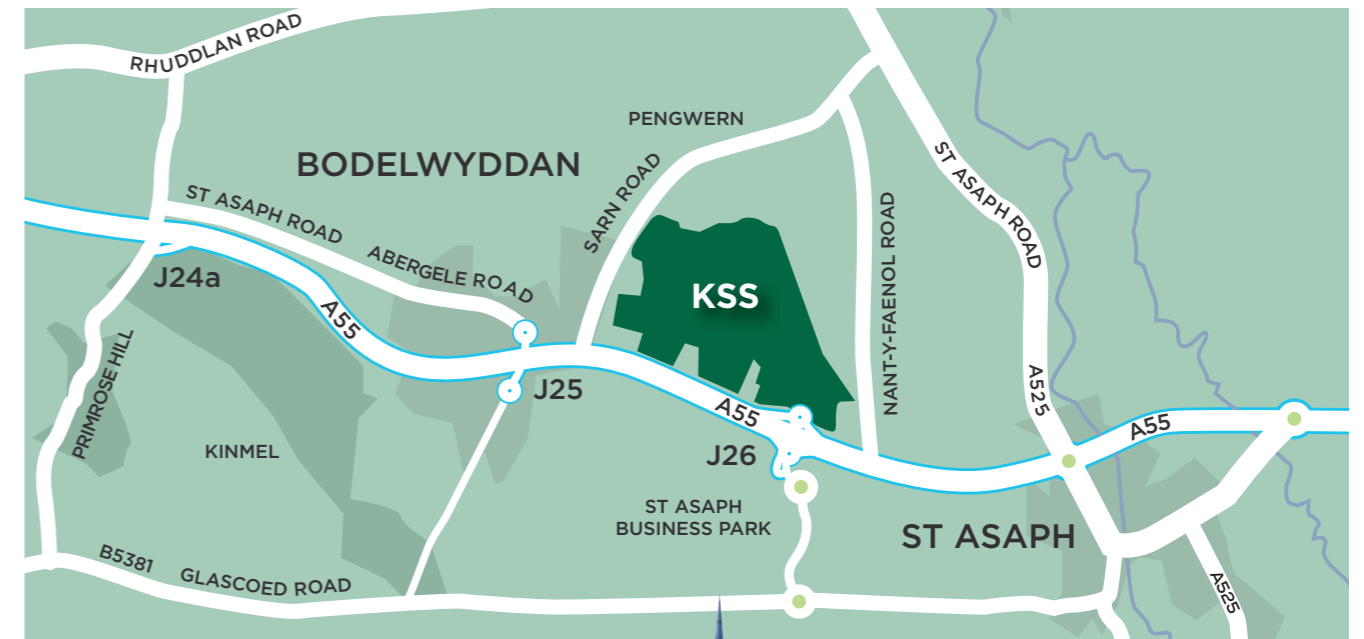 RHUDDLAN ROAD
PENGWERN
BODELWYDDAN
ST ASAPH ROAD
SARN ROAD
ST ASAPH ROAD
ABERGELE ROAD
NANT-Y-FAENOL ROAD
J24a
KSS
A55
PRIMROSE HILL
J25
A525
A55
A55
KINMEL
J26
ST ASAPH
BUSINESS PARK
ST ASAPH
B5381
GLASCOED ROAD
A525